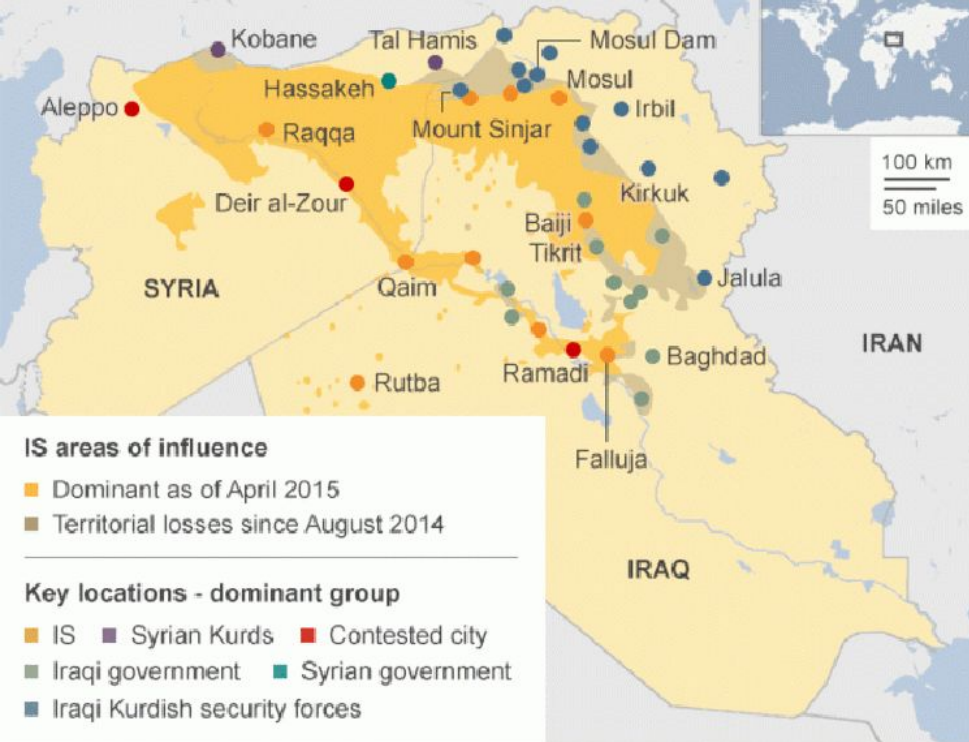 Kobane
Tal Hamis
Mosul Dam
Hassakeh
Mosul
Aleppo
Irbil
Raqqa
Mount Sinjar
100 km
50 miles
Deir al-Zour
Kirkuk
Baiji
Tikrit
SYRIA
Qaim
Jalula
IRAN
Baghdad
Ramadi
Rutba
Falluja
IRAQ
IS areas of influence
Dominant as of April 2015
Territorial losses since August 2014
Key locations - dominant group
IS Syrian Kurds Contested city
Iraqi government Syrian government
Iraqi Kurdish security forces